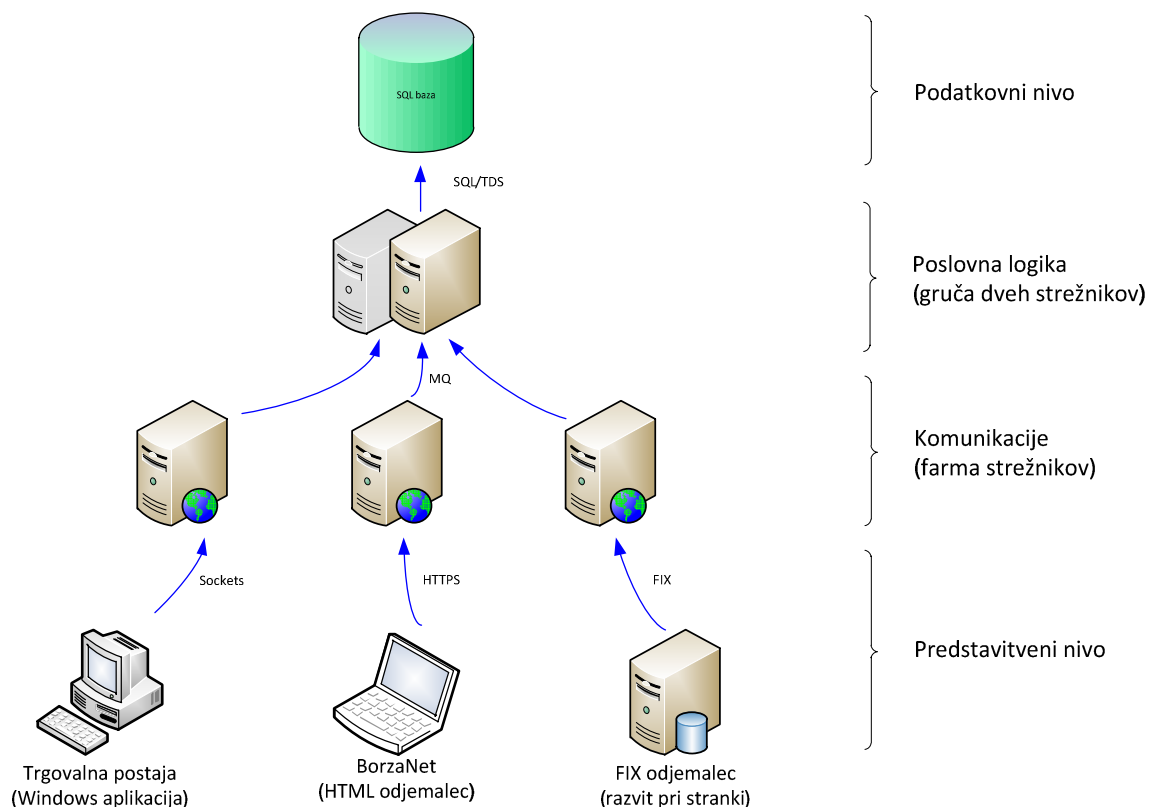 SQL baza
Podatkovni nivo
SQL/TDS
Poslovna logika
(gruča dveh strežnikov)
MQ
Komunikacije
(farma strežnikov)
Sockets
HTTPS
FIX
Predstavitveni nivo
Trgovalna postaja
(Windows aplikacija)
BorzaNet
(HTML odjemalec)
FIX odjemalec
(razvit pri stranki)